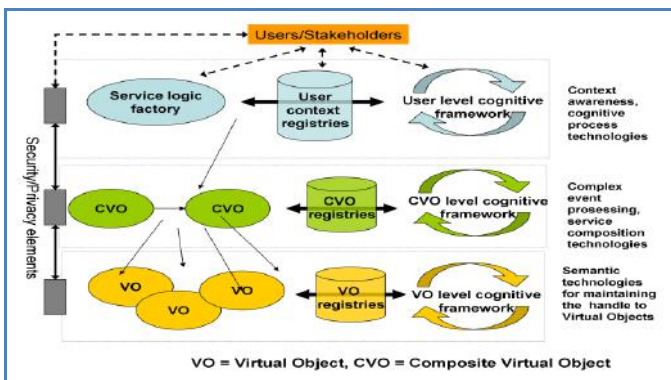 Users/Stakeholders
Service logic
factory
User
context
registries
User level cognitive
framework
Context
awareness,
cognitive
process
technologies
Security/Privacy elements
CVO
CVO
CVO
registries
CVO level cognitive
framework
Complex
event
prosessing,
service
composition
technologies
VO
VO
VO
VO
registries
VO level cognitive
framework
Semantic
technologies
for maintaining
the handle to
Virtual Objects
VO = Virtual Object, CVO = Composite Virtual Object